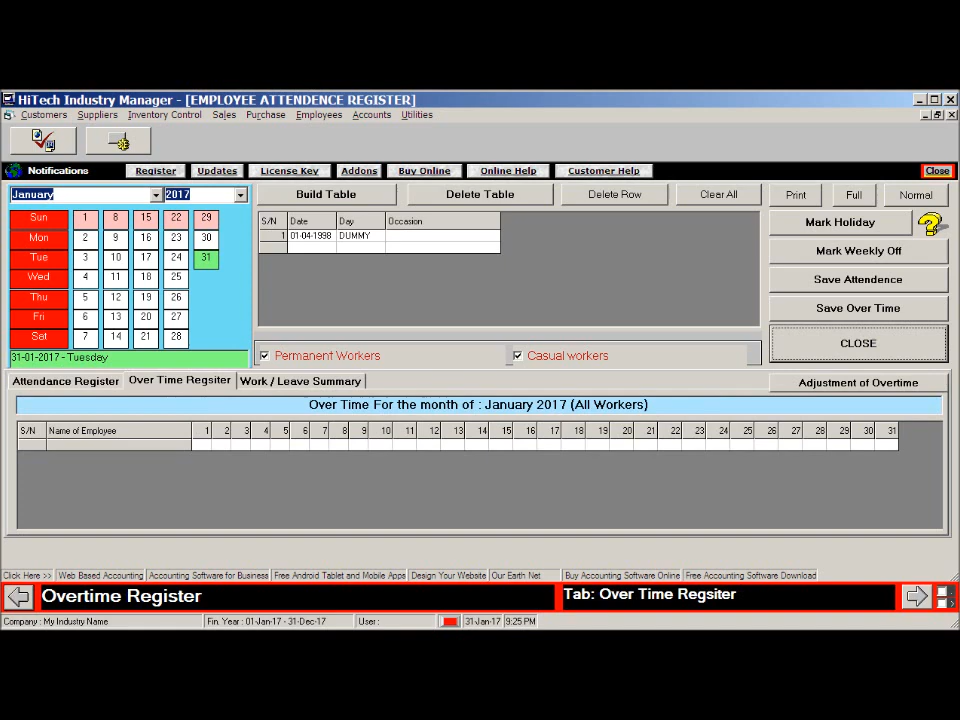 HiTech Industry Manager - [EMPLOYEE ATTENDENCE REGISTER]
Customers Suppliers Inventory Control Sales Purchase Employees Accounts Utilities
Notifications Register Updates License Key Addons Buy Online Online Help Customer Help Close
January 2017 Build Table Delete Table Delete Row Clear All Print Full Normal
Sun 1 8 15 22 29
Mon 2 9 16 23 30
Tue 3 10 17 24 31
Wed 4 11 18 25
Thu 5 12 19 26
Fri 6 13 20 27
Sat 7 14 21 28
31-01-2017 - Tuesday
S/N Date Day Occasion
1 01-04-1998 DUMMY
Mark Holiday
Mark Weekly Off
Save Attendence
Save Over Time
CLOSE
Permanent Workers Casual workers
Attendance Register Over Time Regsiter Work / Leave Summary Adjustment of Overtime
Over Time For the month of : January 2017 (All Workers)
S/N Name of Employee 1 2 3 4 5 6 7 8 9 10 11 12 13 14 15 16 17 18 19 20 21 22 23 24 25 26 27 28 29 30 31
Click Here >> Web Based Accounting Accounting Software for Business Free Android Tablet and Mobile Apps Design Your Website Our Earth Net Buy Accounting Software Online Free Accounting Software Download
Overtime Register Tab: Over Time Regsiter
Company : My Industry Name Fin. Year : 01-Jan-17 - 31-Dec-17 User : 31-Jan-17 9:25 PM